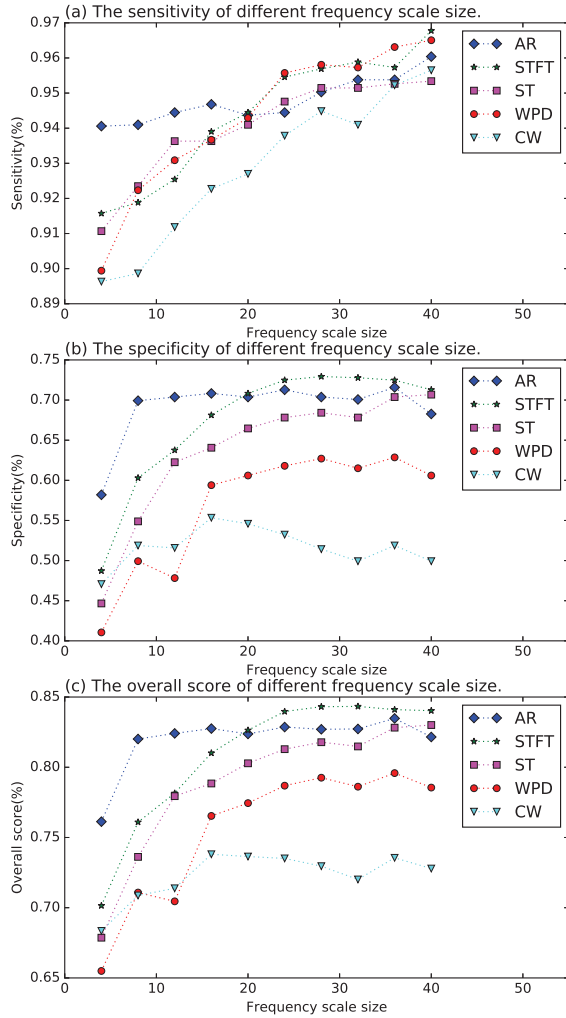 (a) The sensitivity of different frequency scale size.
0.97
0.96
0.95
0.94
0.93
0.92
0.91
0.90
0.89
Sensitivity(%)
AR
STFT
ST
WPD
CW
0 10 20 30 40 50
Frequency scale size
(b) The specificity of different frequency scale size.
0.75
0.70
0.65
0.60
0.55
0.50
0.45
0.40
Specificity(%)
AR
STFT
ST
WPD
CW
0 10 20 30 40 50
Frequency scale size
(c) The overall score of different frequency scale size.
0.85
0.80
0.75
0.70
0.65
Overall score(%)
AR
STFT
ST
WPD
CW
0 10 20 30 40 50
Frequency scale size